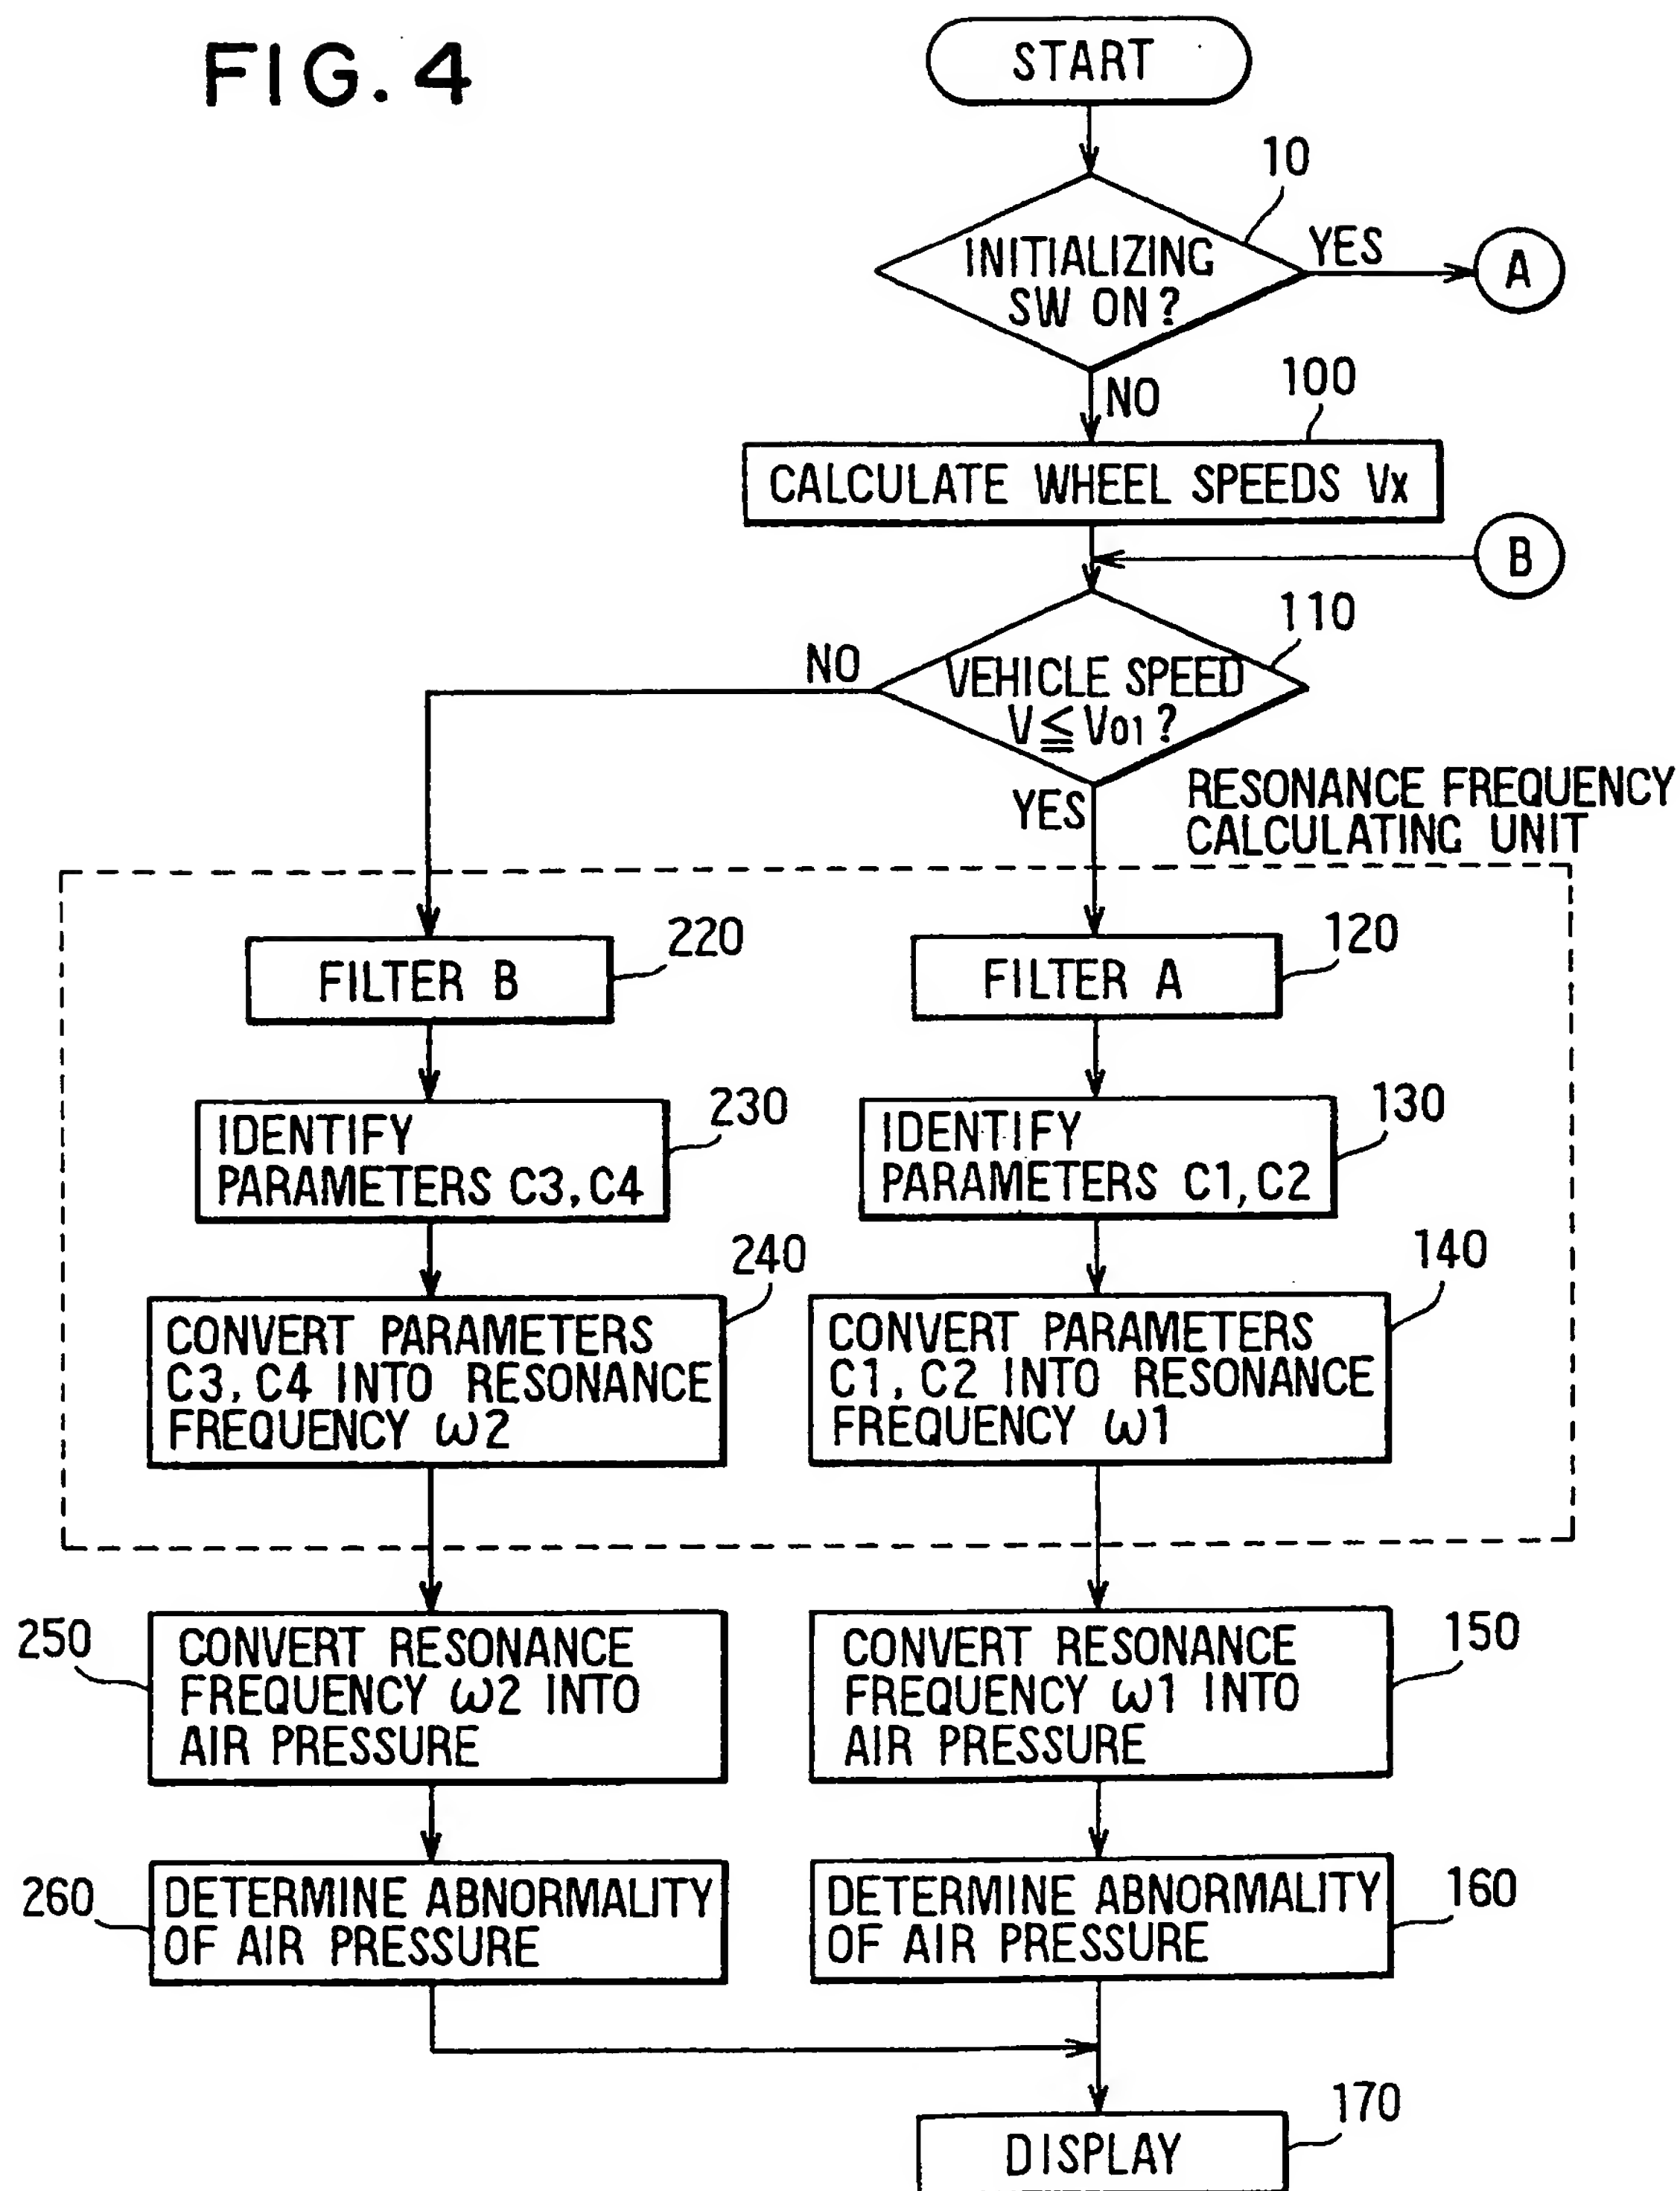 FIG. 4
START
10
INITIALIZING
SW ON?
YES
A
NO
100
CALCULATE WHEEL SPEEDS Vx
B
110
VEHICLE SPEED
V≦V01?
NO
YES
RESONANCE FREQUENCY
CALCULATING UNIT
220
FILTER B
120
FILTER A
230
IDENTIFY
PARAMETERS C3, C4
130
IDENTIFY
PARAMETERS C1, C2
240
CONVERT PARAMETERS
C3, C4 INTO RESONANCE
FREQUENCY ω2
140
CONVERT PARAMETERS
C1, C2 INTO RESONANCE
FREQUENCY ω1
250
CONVERT RESONANCE
FREQUENCY ω2 INTO
AIR PRESSURE
150
CONVERT RESONANCE
FREQUENCY ω1 INTO
AIR PRESSURE
260
DETERMINE ABNORMALITY
OF AIR PRESSURE
160
DETERMINE ABNORMALITY
OF AIR PRESSURE
170
DISPLAY